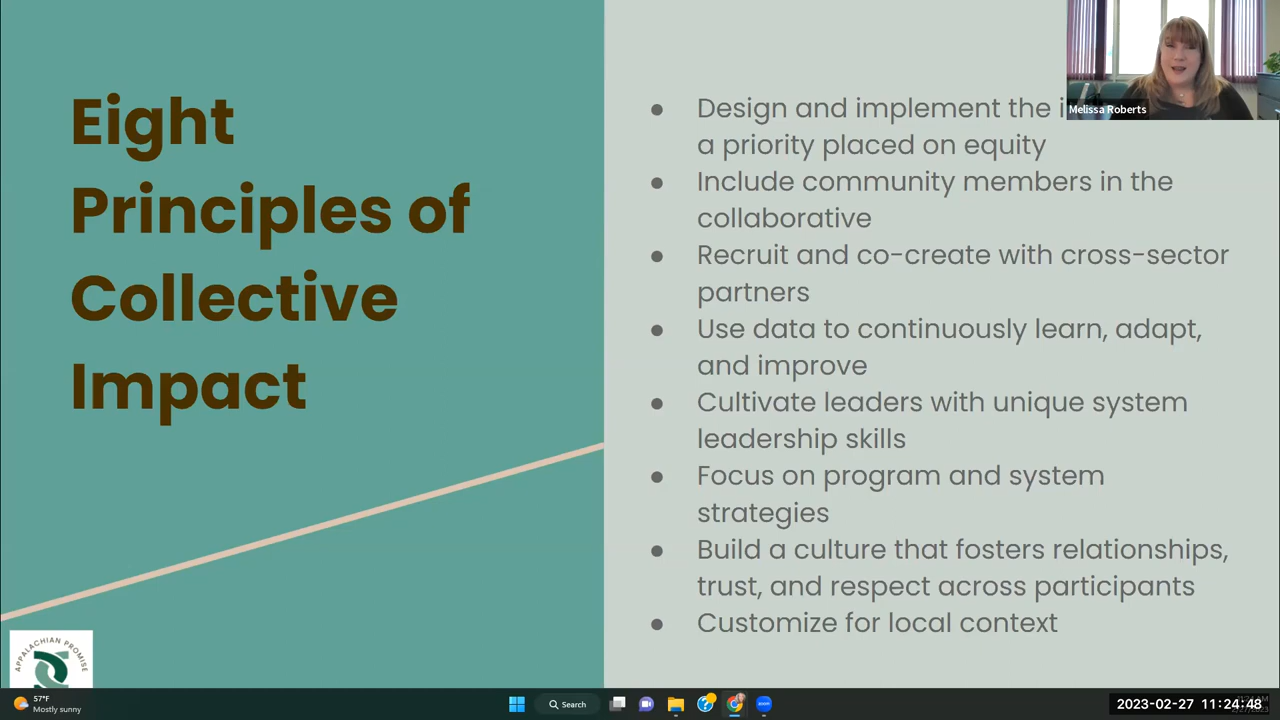 Eight
Principles of
Collective
Impact
Design and implement the
a priority placed on equity
Include community members in the
collaborative
Recruit and co-create with cross-sector
partners
Use data to continuously learn, adapt,
and improve
Cultivate leaders with unique system
leadership skills
Focus on program and system
strategies
Build a culture that fosters relationships,
trust, and respect across participants
Customize for local context
Melissa Roberts
APPALACHIAN PROMISE
57°F
Mostly sunny
Search
2023-02-27 11:24:48